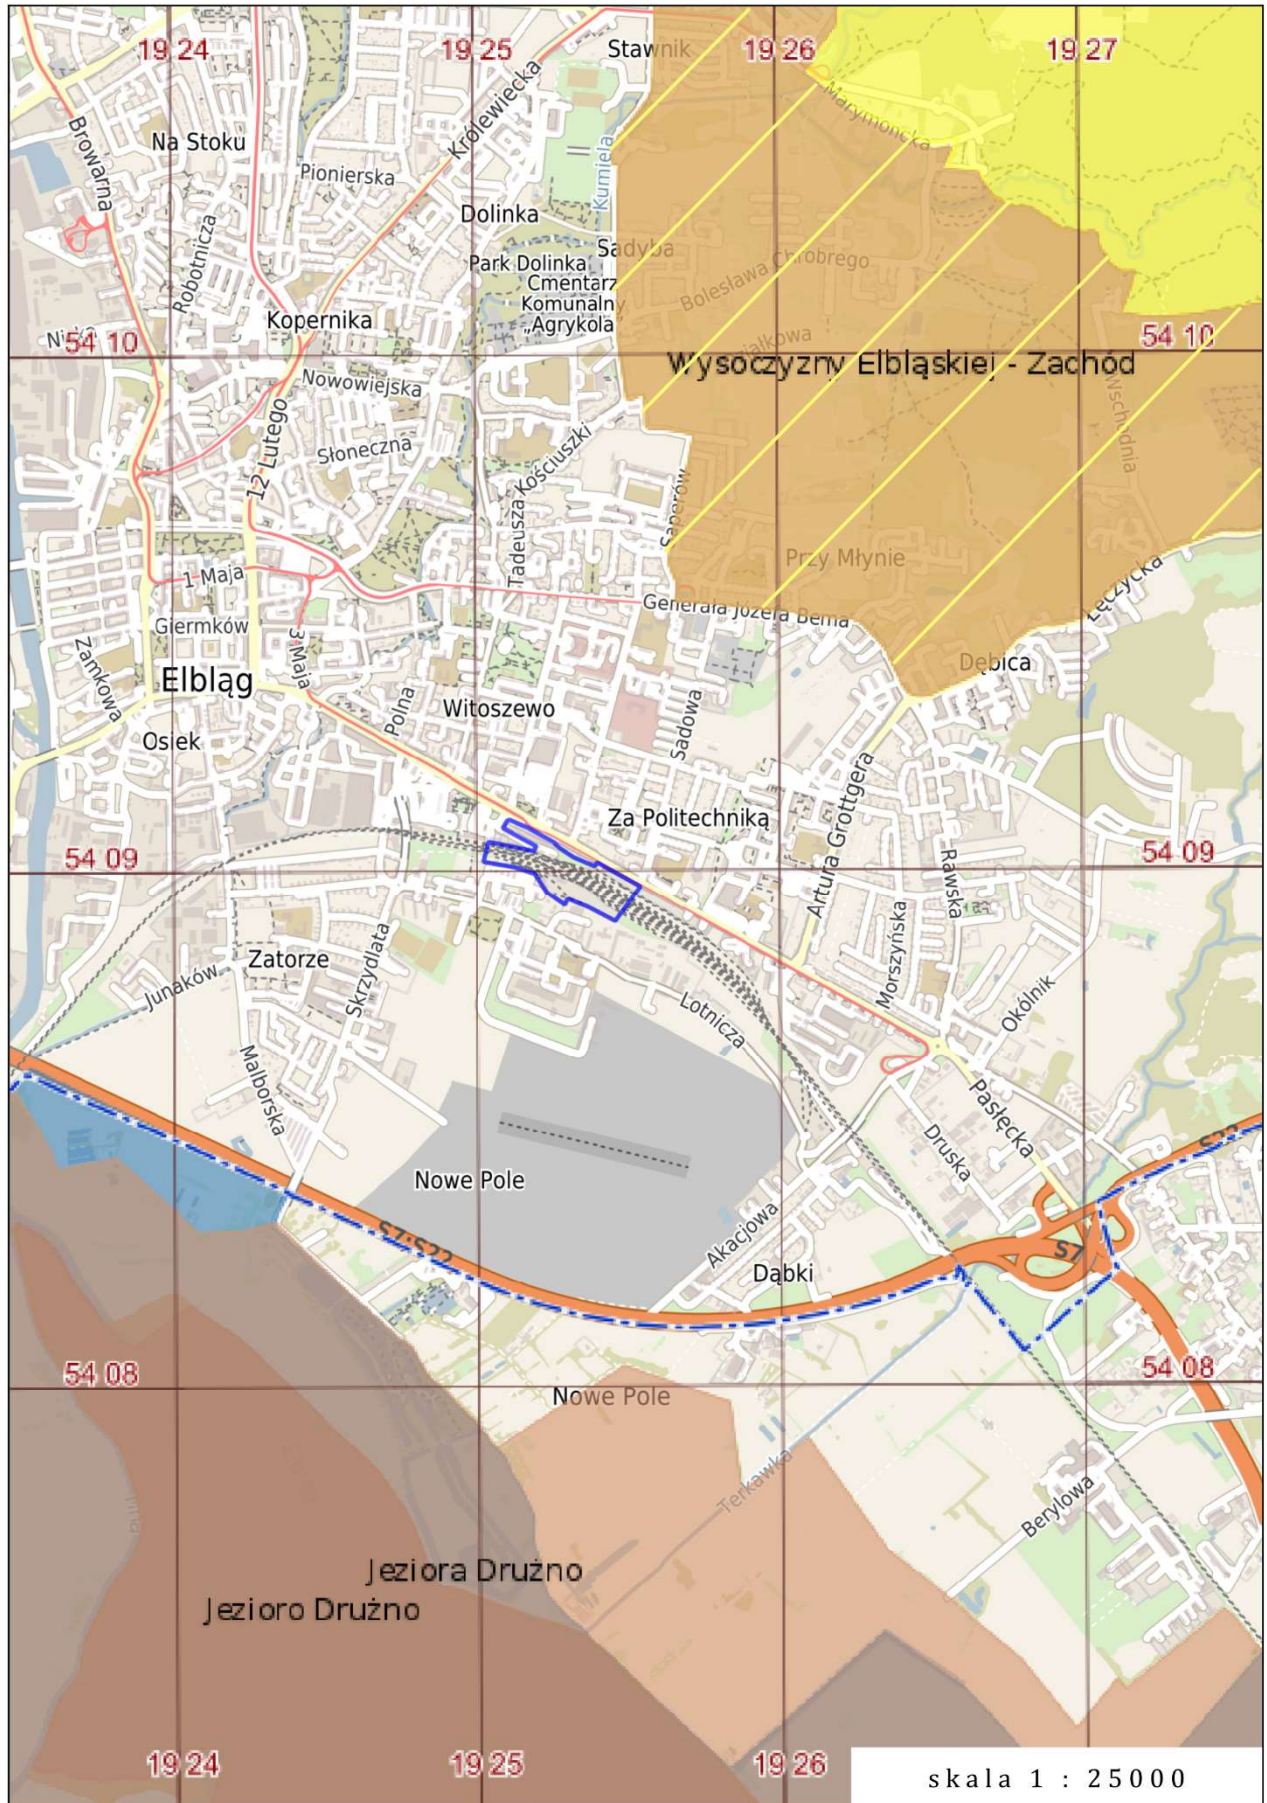 Stawnik
19 24
19 25
19 26
19 27
Królewiecka
Marymoncka
Browarna
Na Stoku
Pionierska
Kumiela
Dolinka
Robotnicza
Sadyba
Park Dolinka
Cmentarz
Komunalny
„Agrykola
Bolesława Chrobrego
Kopernika
54 10
54 10
Wysoczyzny Elbląskiej - Zachód
Nowowiejska
Wschodnia
12 Lutego
Słoneczna
Tadeusza Kościuszki
Saperów
Przy Młynie
1 Maja
Łęczycka
Generała Józefa Bema
Giermków
3 Maja
Zamkowa
Dębica
Elbląg
Polna
Witoszewo
Sadowa
Osiek
Artura Grottgera
Za Politechniką
54 09
54 09
Rawska
Morszyńska
Zatorze
Skrzydlata
Junaków
Okólnik
Lotnicza
Malborska
Pasłęcka
Druska
S22
Nowe Pole
Akacjowa
S7;S22
S7
Dąbki
54 08
54 08
Nowe Pole
Terkawka
Berylowa
Jeziora Drużno
Jezioro Drużno
19 24
19 25
19 26
skala 1 : 25000